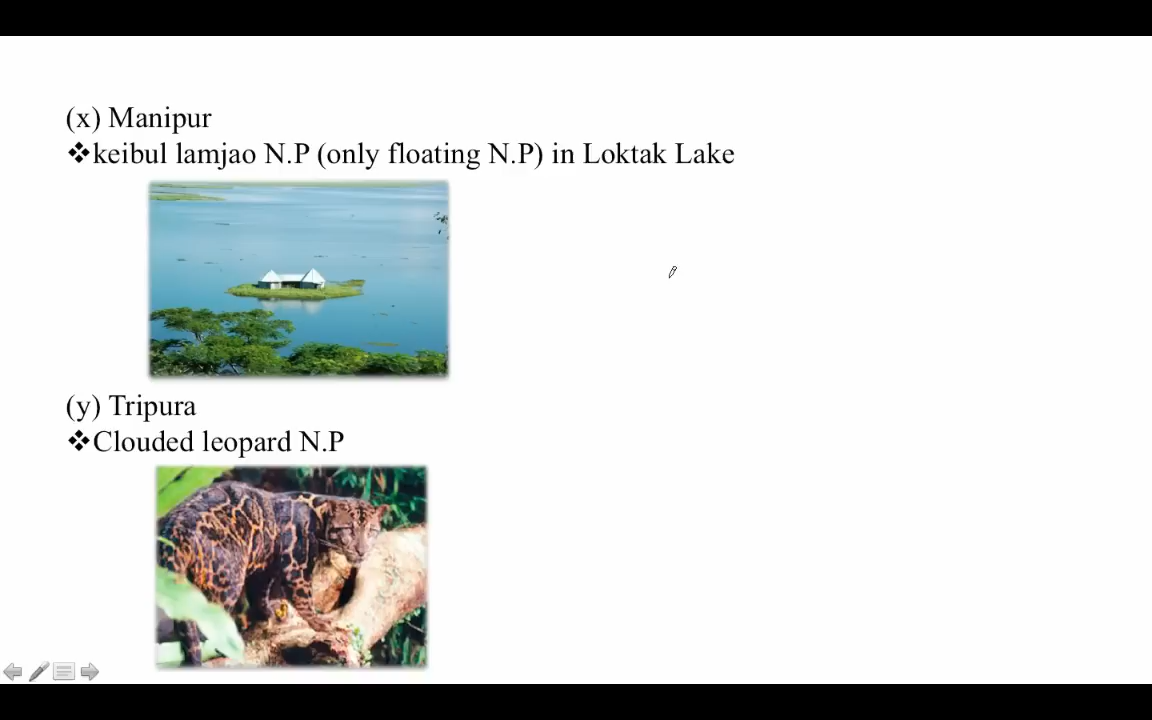 (x) Manipur
❖keibul lamjao N.P (only floating N.P) in Loktak Lake
(y) Tripura
❖Clouded leopard N.P